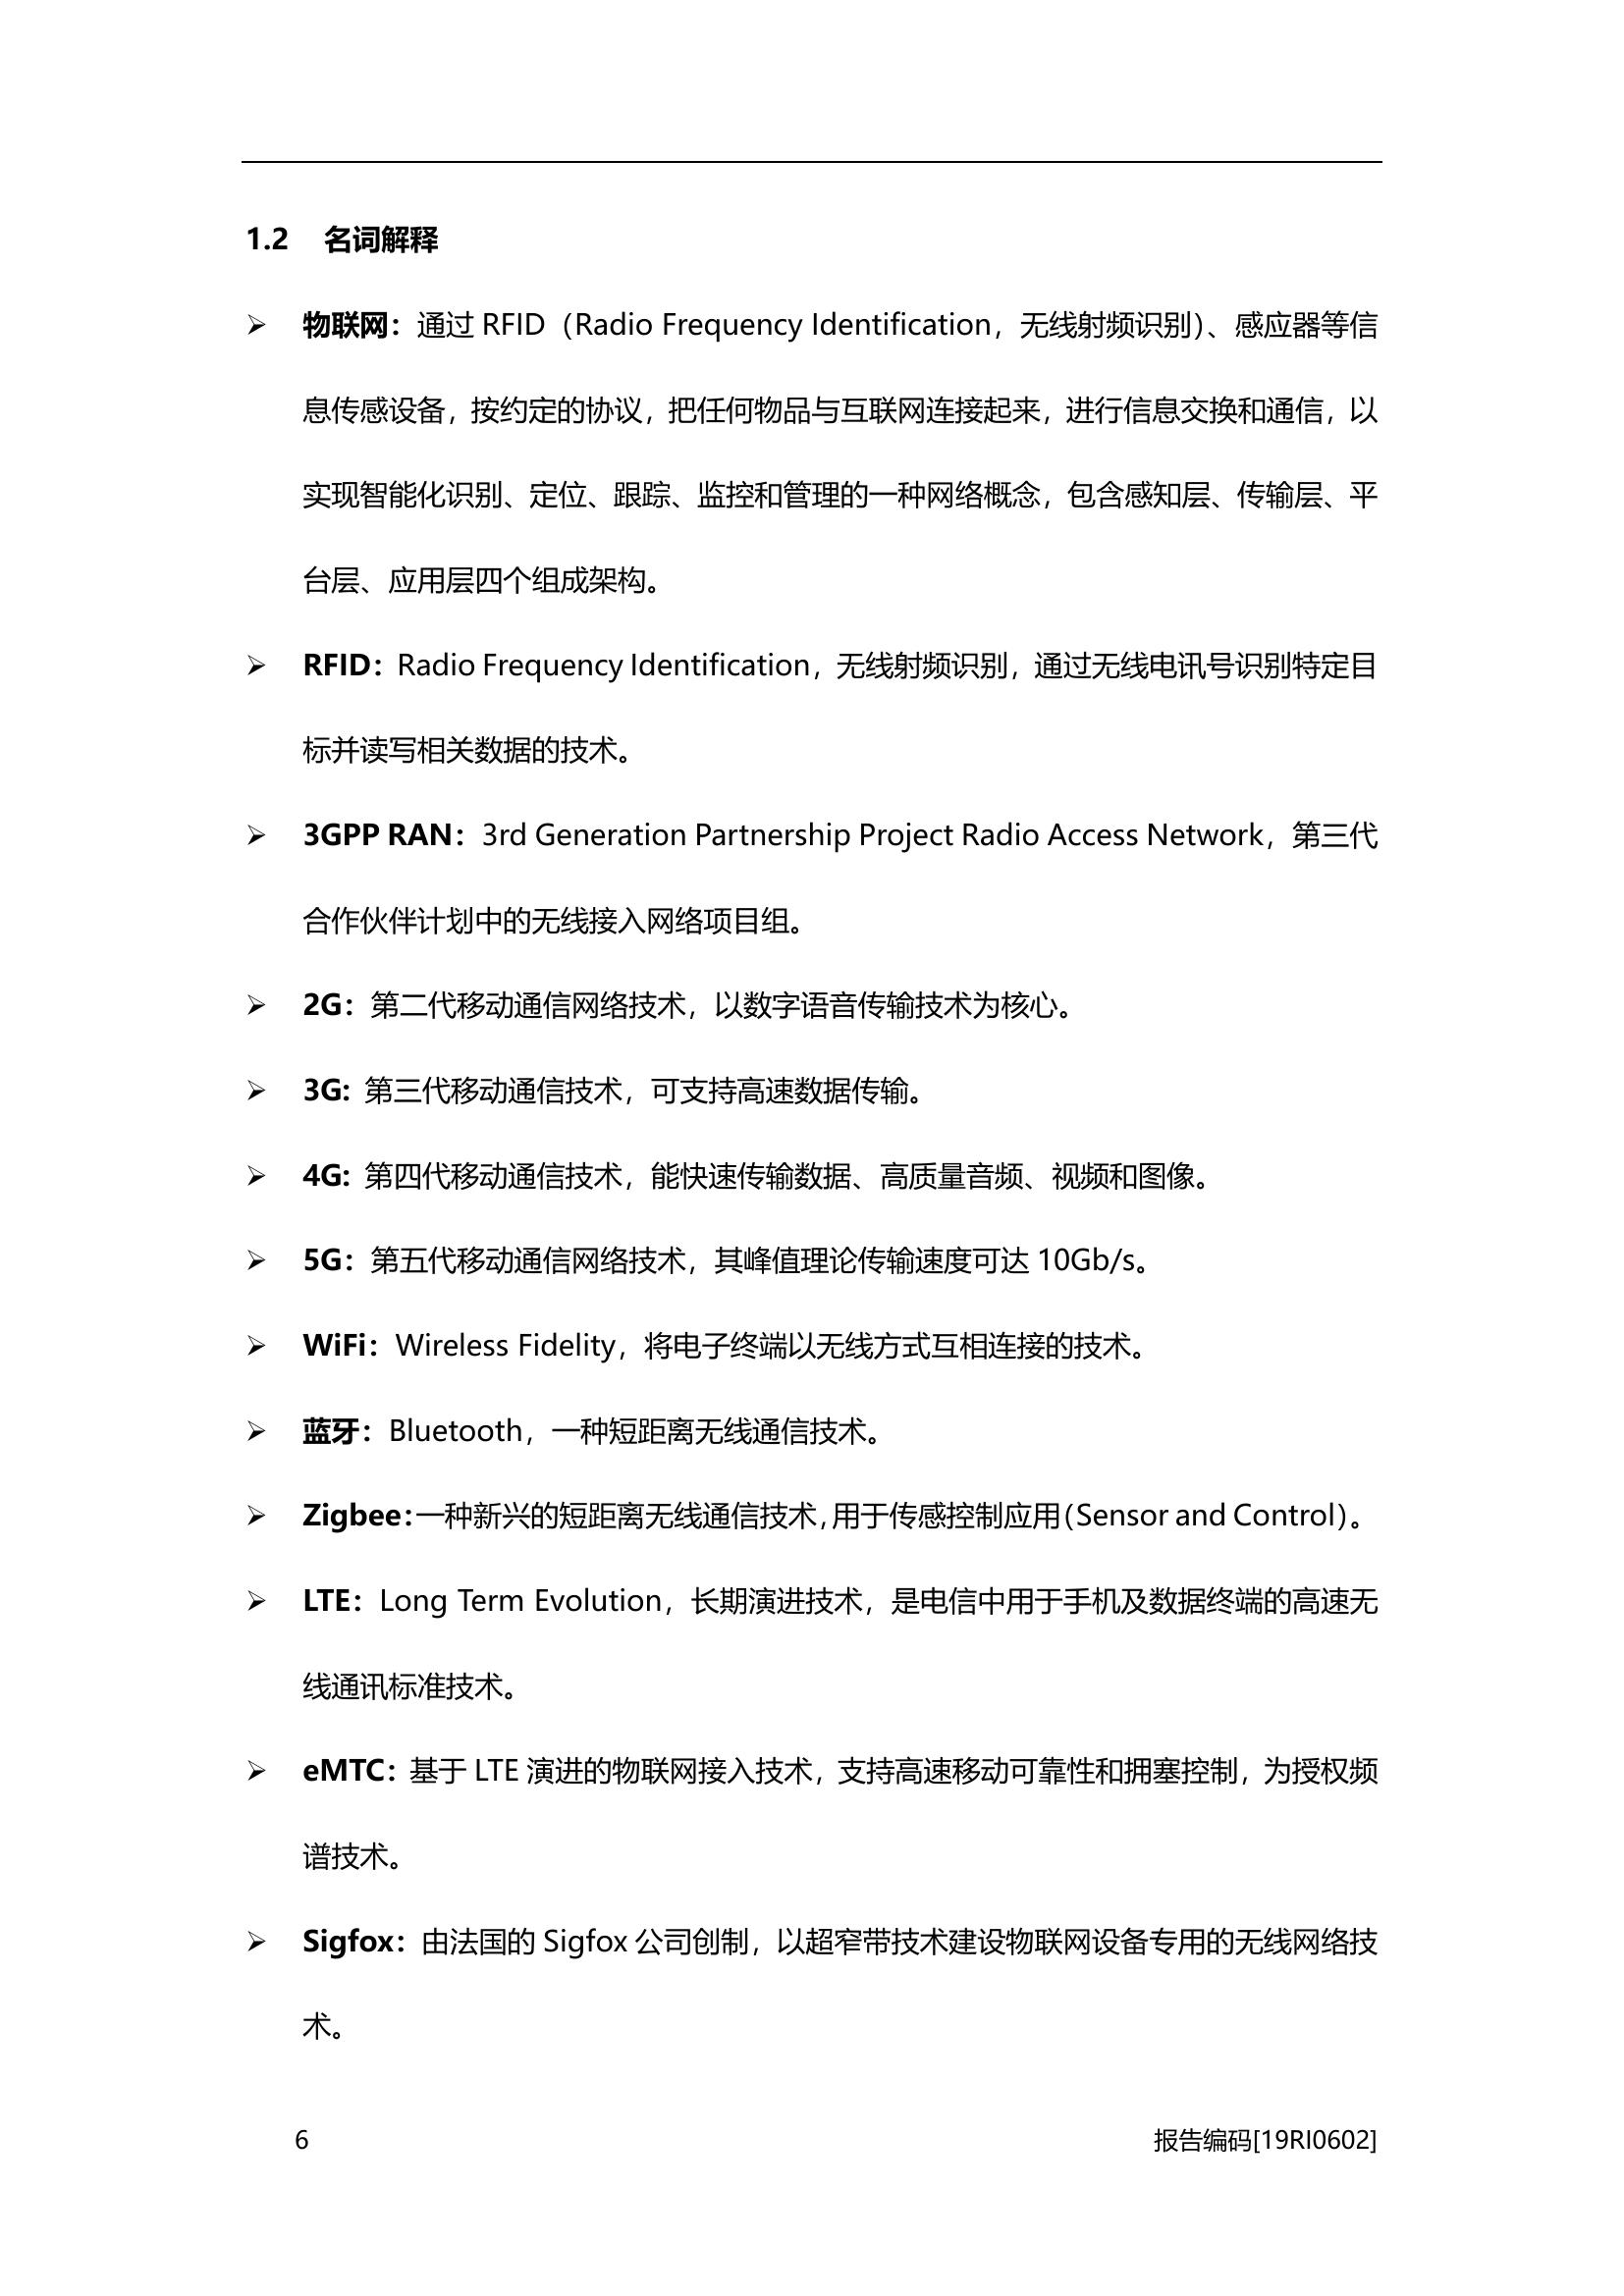 1.2 名词解释
➢ 物联网：通过 RFID（Radio Frequency Identification，无线射频识别）、感应器等信
息传感设备，按约定的协议，把任何物品与互联网连接起来，进行信息交换和通信，以
实现智能化识别、定位、跟踪、监控和管理的一种网络概念，包含感知层、传输层、平
台层、应用层四个组成架构。
➢ RFID：Radio Frequency Identification，无线射频识别，通过无线电讯号识别特定目
标并读写相关数据的技术。
➢ 3GPP RAN：3rd Generation Partnership Project Radio Access Network，第三代
合作伙伴计划中的无线接入网络项目组。
➢ 2G：第二代移动通信网络技术，以数字语音传输技术为核心。
➢ 3G: 第三代移动通信技术，可支持高速数据传输。
➢ 4G: 第四代移动通信技术，能快速传输数据、高质量音频、视频和图像。
➢ 5G：第五代移动通信网络技术，其峰值理论传输速度可达 10Gb/s。
➢ WiFi：Wireless Fidelity，将电子终端以无线方式互相连接的技术。
➢ 蓝牙：Bluetooth，一种短距离无线通信技术。
➢ Zigbee：一种新兴的短距离无线通信技术，用于传感控制应用（Sensor and Control）。
➢ LTE：Long Term Evolution，长期演进技术，是电信中用于手机及数据终端的高速无
线通讯标准技术。
➢ eMTC：基于 LTE 演进的物联网接入技术，支持高速移动可靠性和拥塞控制，为授权频
谱技术。
➢ Sigfox：由法国的 Sigfox 公司创制，以超窄带技术建设物联网设备专用的无线网络技
术。
6 报告编码[19RI0602]